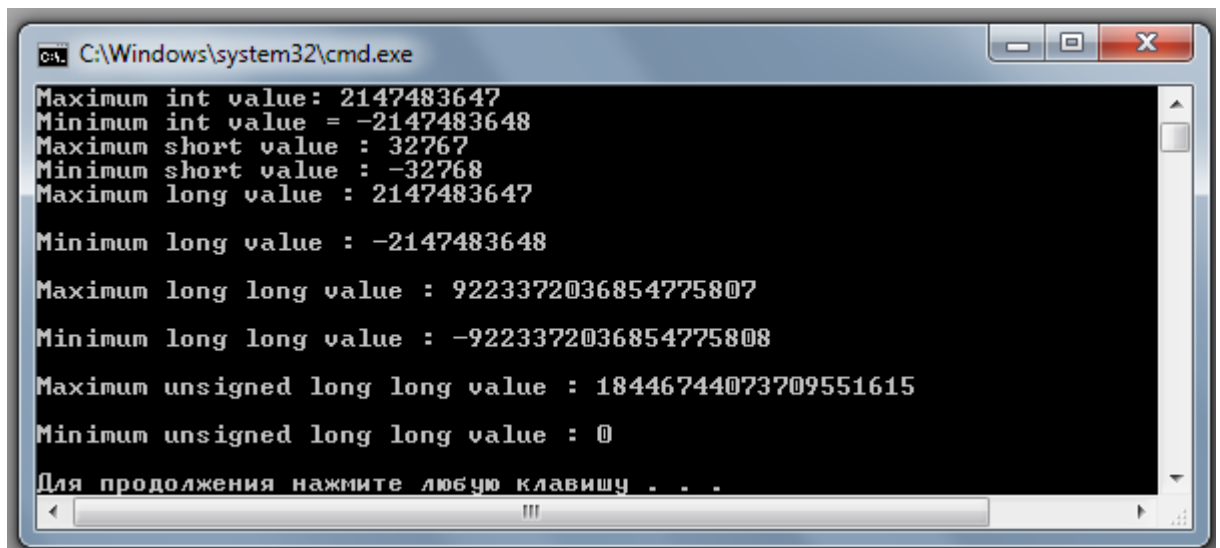 C:\Windows\system32\cmd.exe
Maximum int value: 2147483647
Minimum int value = -2147483648
Maximum short value : 32767
Minimum short value : -32768
Maximum long value : 2147483647
Minimum long value : -2147483648
Maximum long long value : 9223372036854775807
Minimum long long value : -9223372036854775808
Maximum unsigned long long value : 18446744073709551615
Minimum unsigned long long value : 0
Для продолжения нажмите любую клавишу . . .